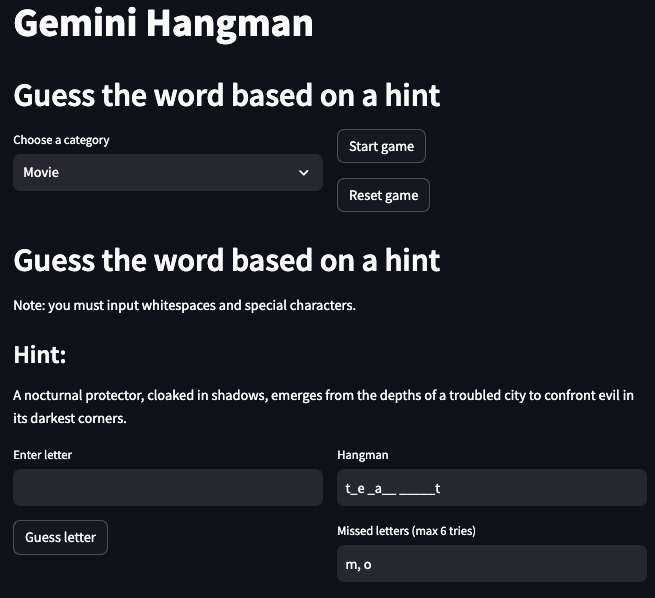 Gemini Hangman
Guess the word based on a hint
Choose a category
Movie
Start game
Reset game
Guess the word based on a hint
Note: you must input whitespaces and special characters.
Hint:
A nocturnal protector, cloaked in shadows, emerges from the depths of a troubled city to confront evil in
its darkest corners.
Enter letter
Guess letter
Hangman
t_e _a__ _____t
Missed letters (max 6 tries)
m, o